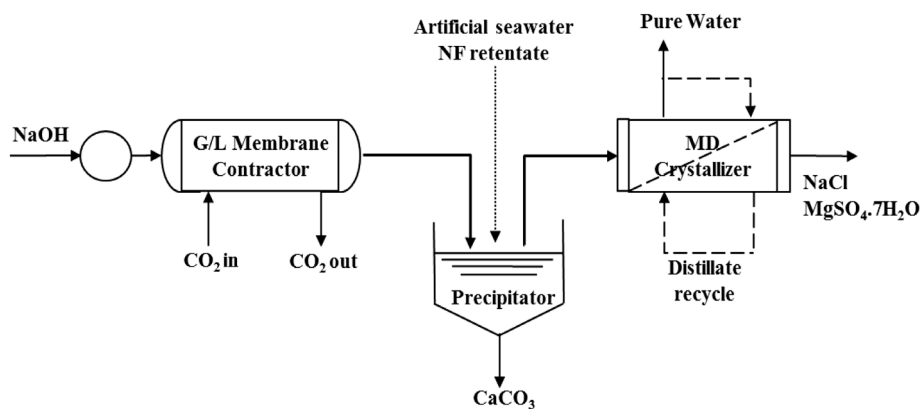 Artificial seawater
NF retentate
Pure Water
NaOH
G/L Membrane
Contractor
MD
Crystallizer
NaCl
MgSO₄.7H₂O
CO₂ in
CO₂ out
Precipitator
Distillate
recycle
CaCO₃